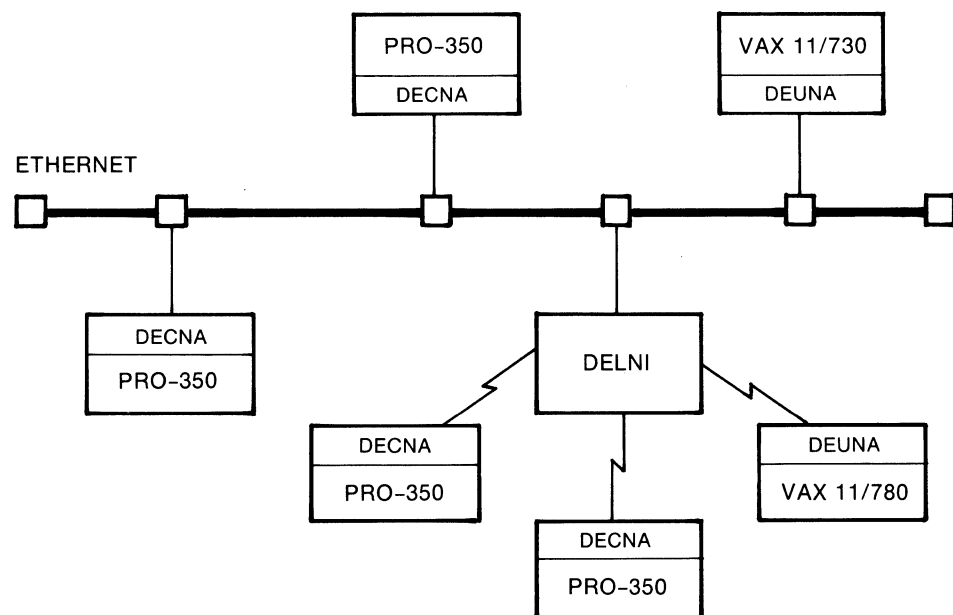 PRO-350
DECNA
VAX 11/730
DEUNA
ETHERNET
DECNA
PRO-350
DELNI
DECNA
PRO-350
DEUNA
VAX 11/780
DECNA
PRO-350